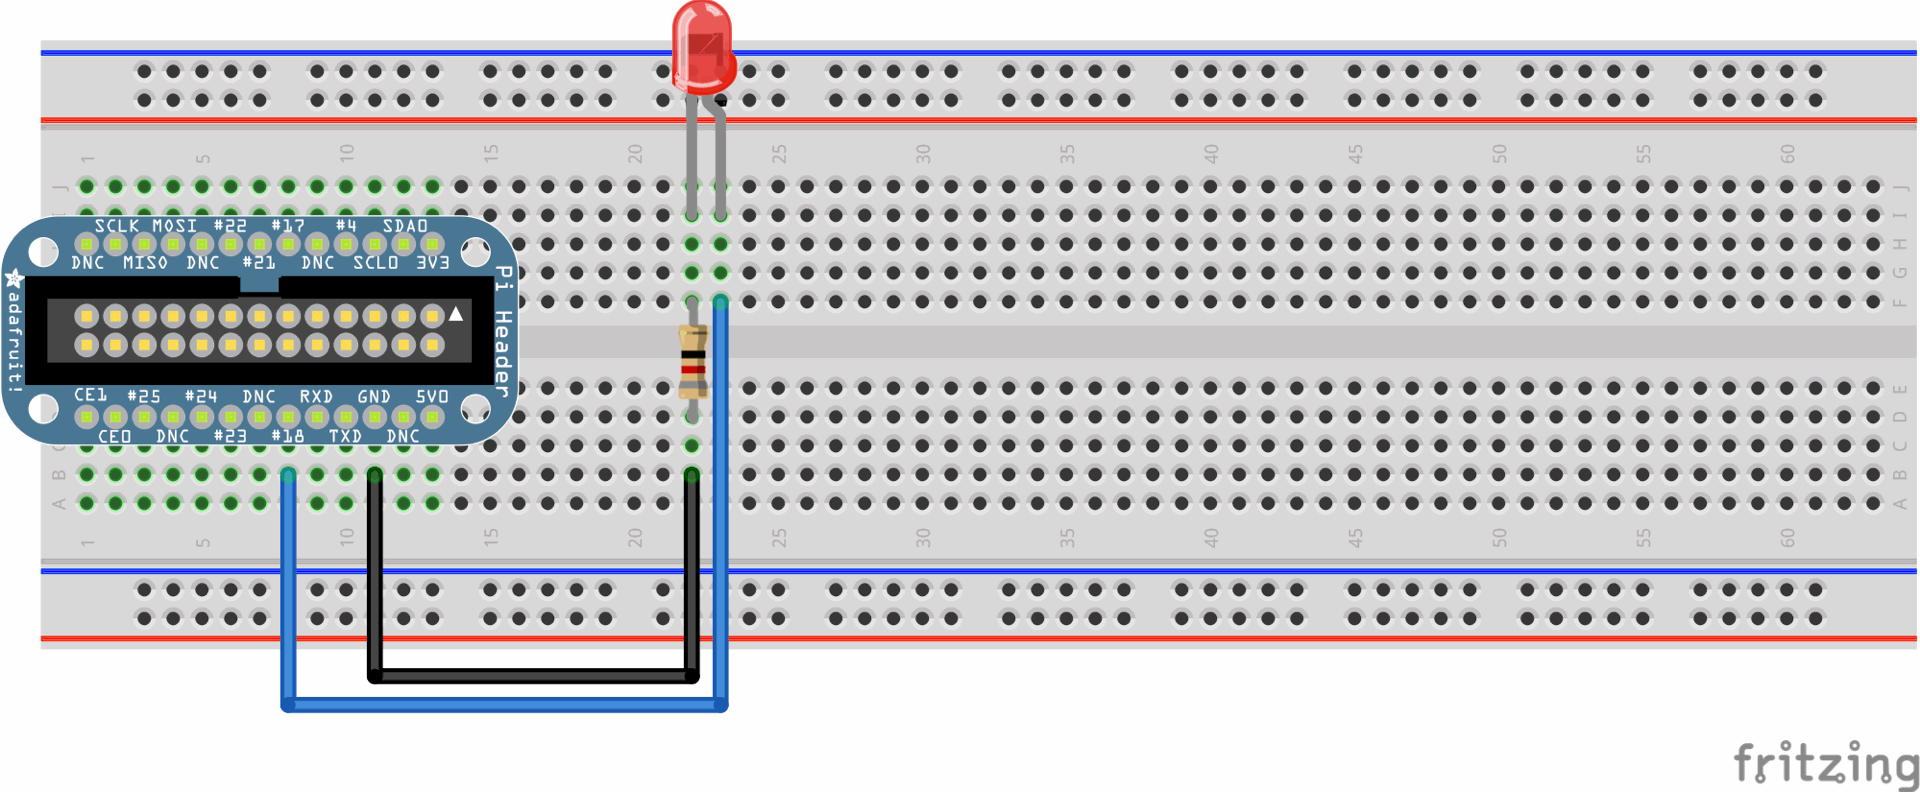 1 5 10 15 20 25 30 35 40 45 50 55 60
J J
I
H
G
F
SCLK MOSI #22 #17 #4 SDA0
DNC MISO DNC #21 DNC SCL0 3V3
adafruit!
Pi Header
CE1 #25 #24 DNC RXD GND 5V0
CE0 DNC #23 #18 TXD DNC
E
D
C C
B B
A A
1 5 10 15 20 25 30 35 40 45 50 55 60
fritzing